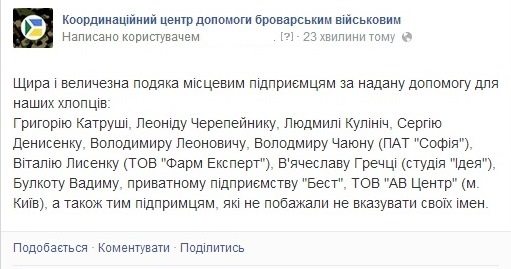 Координаційний центр допомоги броварським військовим
Написано користувачем . [?] · 23 хвилини тому ·
Щира і величезна подяка місцевим підприємцям за надану допомогу для
наших хлопців:
Григорію Катруші, Леоніду Черепейнику, Людмилі Кулініч, Сергію
Денисенку, Володимиру Леоновичу, Володмиру Чаюну (ПАТ "Софія"),
Віталію Лисенку (ТОВ "Фарм Експерт"), В'ячеславу Гречці (студія "Ідея"),
Булкоту Вадиму, приватному підприємству "Бест", ТОВ "АВ Центр" (м.
Київ), а також тим підпримцям, які не побажали не вказувати своїх імен.
Подобається · Коментувати · Поділитись